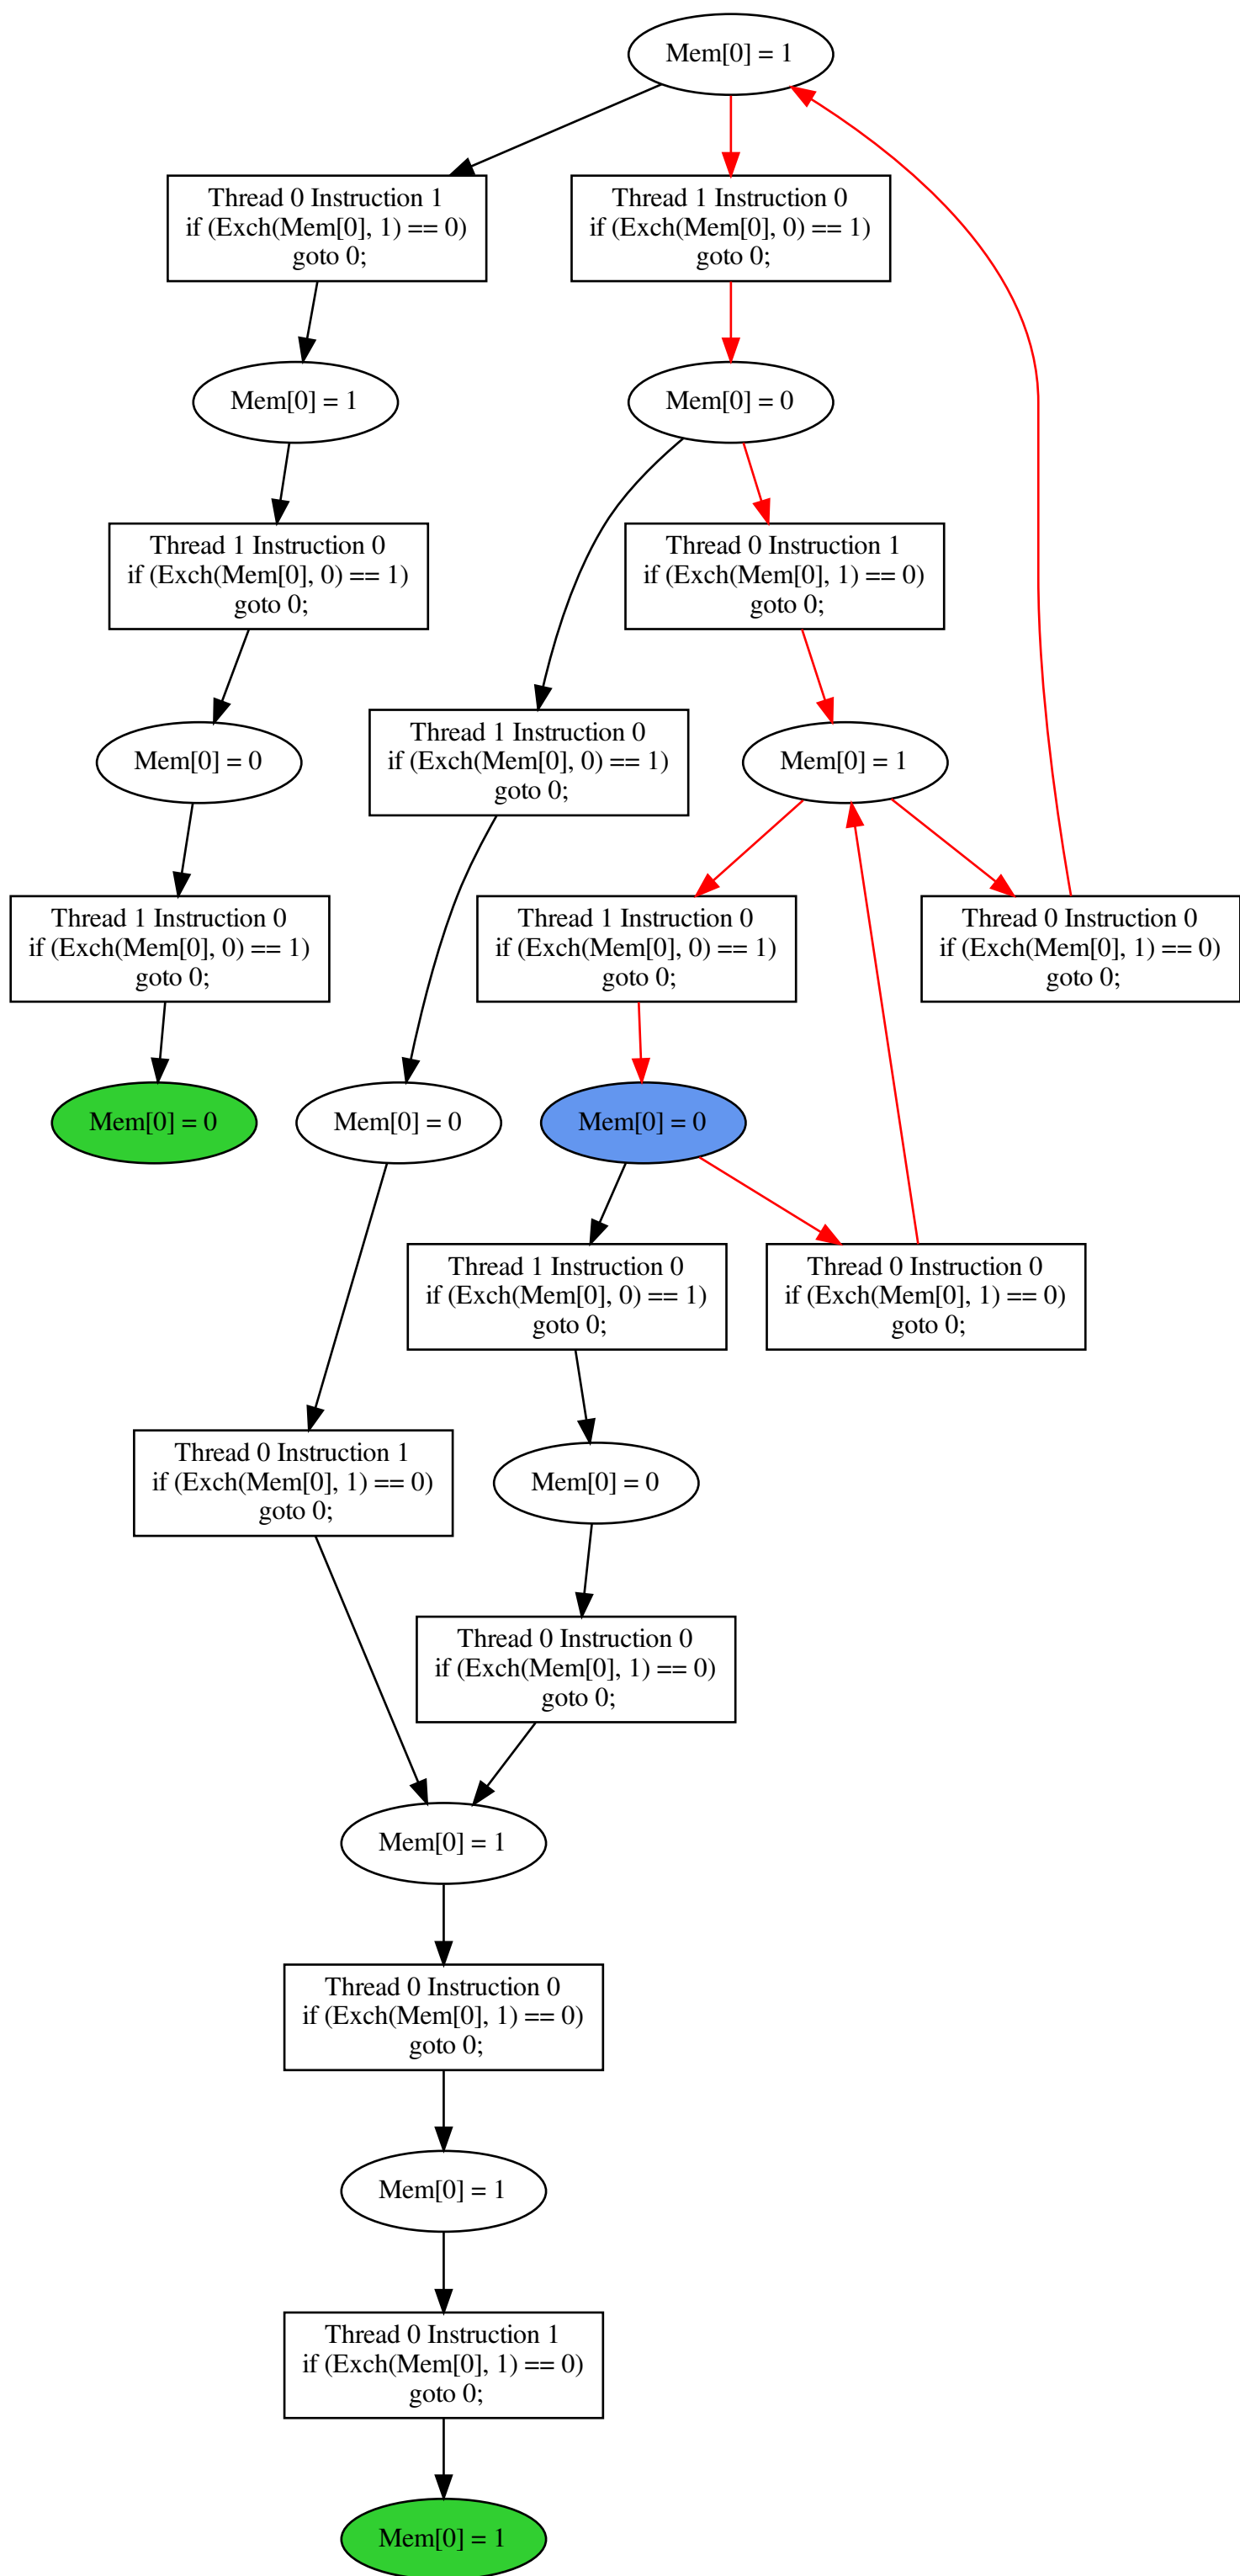 Mem[0] = 1
Thread 0 Instruction 1
if (Exch(Mem[0], 1) == 0)
goto 0;
Thread 1 Instruction 0
if (Exch(Mem[0], 0) == 1)
goto 0;
Mem[0] = 1
Mem[0] = 0
Thread 1 Instruction 0
if (Exch(Mem[0], 0) == 1)
goto 0;
Thread 0 Instruction 1
if (Exch(Mem[0], 1) == 0)
goto 0;
Mem[0] = 0
Thread 1 Instruction 0
if (Exch(Mem[0], 0) == 1)
goto 0;
Mem[0] = 1
Thread 1 Instruction 0
if (Exch(Mem[0], 0) == 1)
goto 0;
Thread 1 Instruction 0
if (Exch(Mem[0], 0) == 1)
goto 0;
Thread 0 Instruction 0
if (Exch(Mem[0], 1) == 0)
goto 0;
Mem[0] = 0
Mem[0] = 0
Mem[0] = 0
Thread 1 Instruction 0
if (Exch(Mem[0], 0) == 1)
goto 0;
Thread 0 Instruction 0
if (Exch(Mem[0], 1) == 0)
goto 0;
Thread 0 Instruction 1
if (Exch(Mem[0], 1) == 0)
goto 0;
Mem[0] = 0
Thread 0 Instruction 0
if (Exch(Mem[0], 1) == 0)
goto 0;
Mem[0] = 1
Thread 0 Instruction 0
if (Exch(Mem[0], 1) == 0)
goto 0;
Mem[0] = 1
Thread 0 Instruction 1
if (Exch(Mem[0], 1) == 0)
goto 0;
Mem[0] = 1